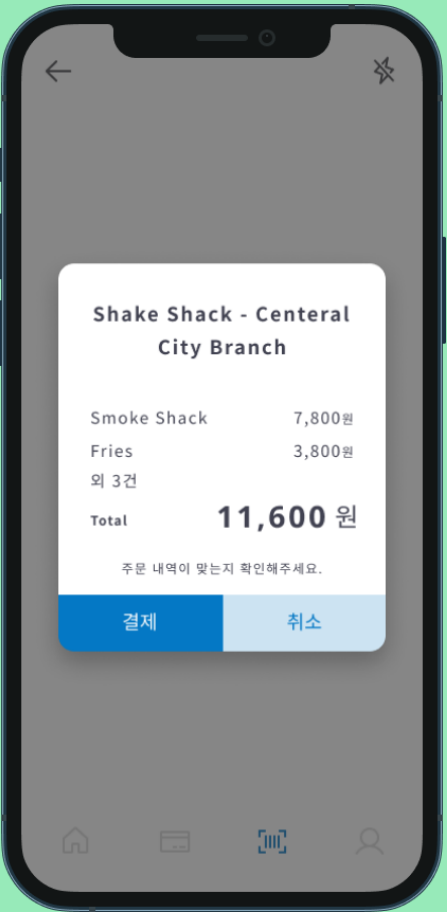 Shake Shack - Centeral
City Branch
Smoke Shack 7,800원
Fries 3,800원
외 3건
Total 11,600 원
주문 내역이 맞는지 확인해주세요.
결제 취소